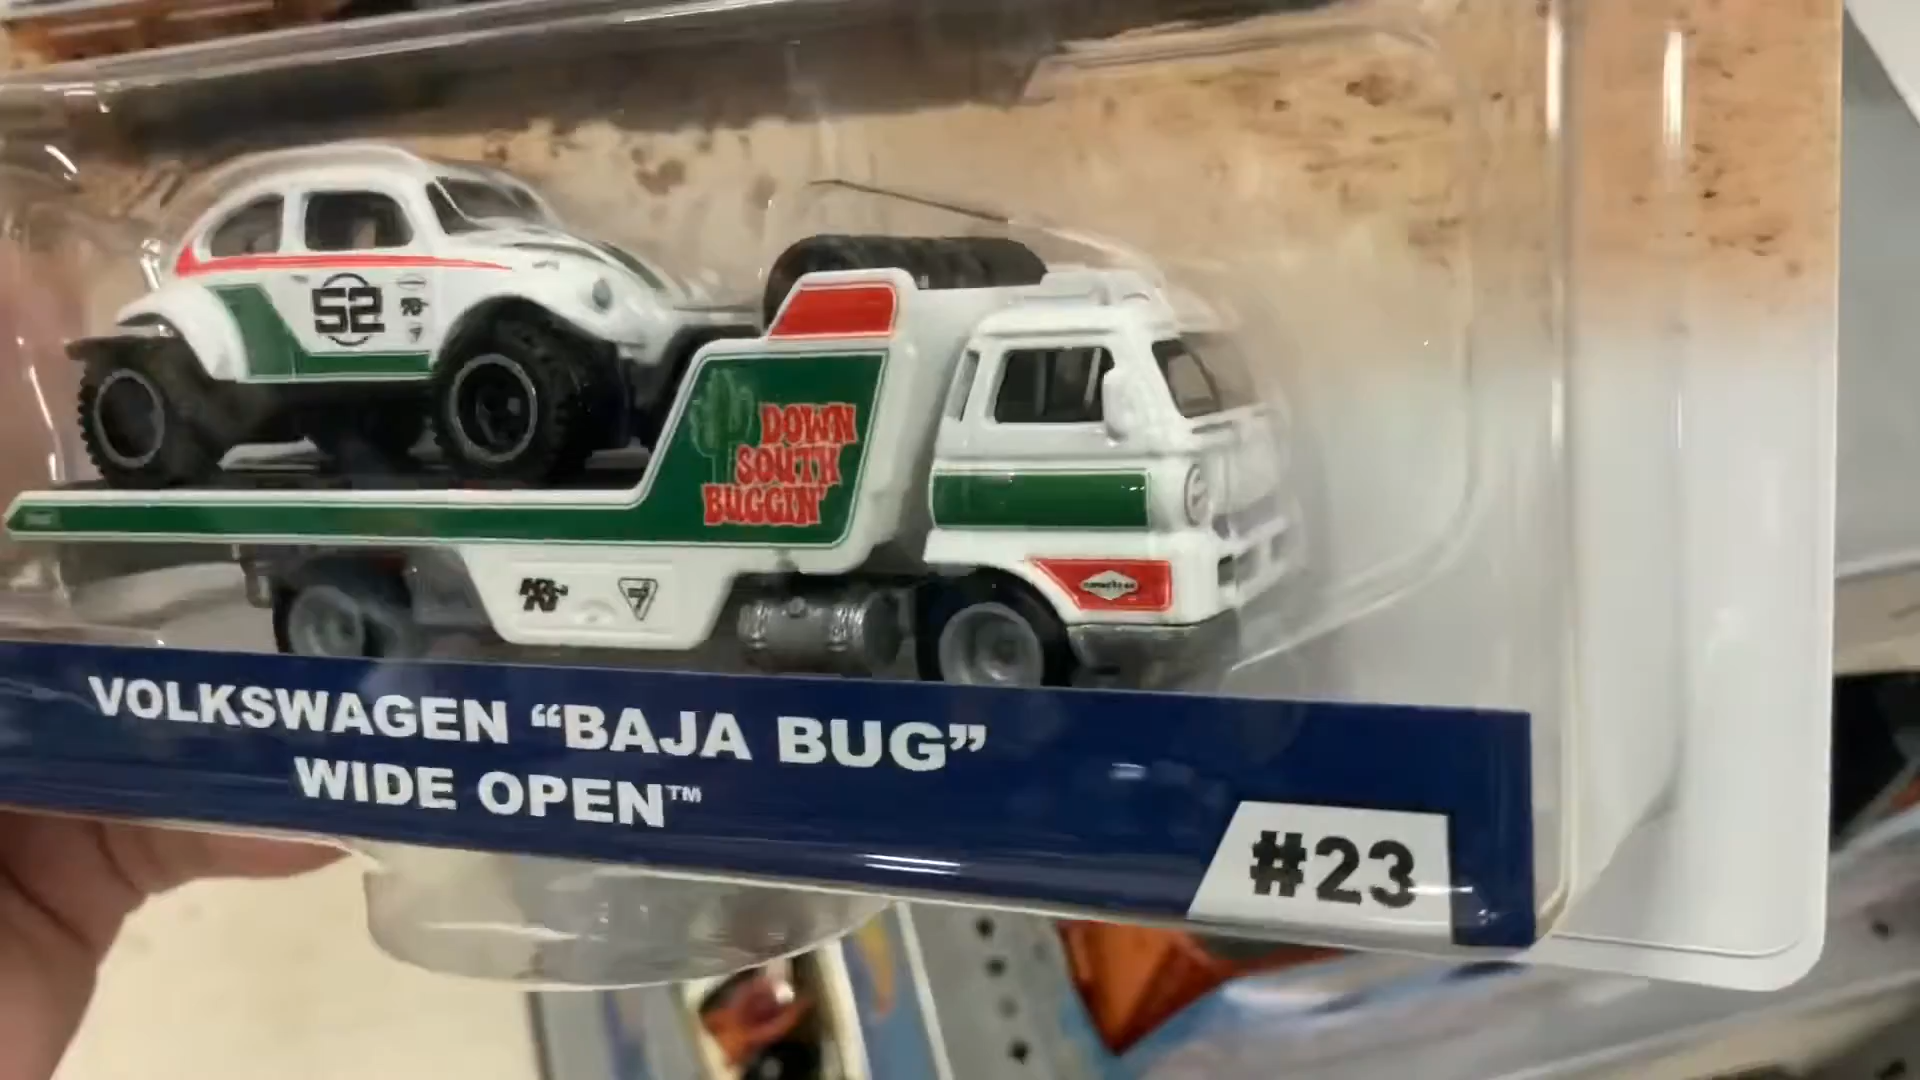 52
K&N
DOWN
SOUTH
BUGGIN'
K&N
VOLKSWAGEN “BAJA BUG”
WIDE OPEN™
#23